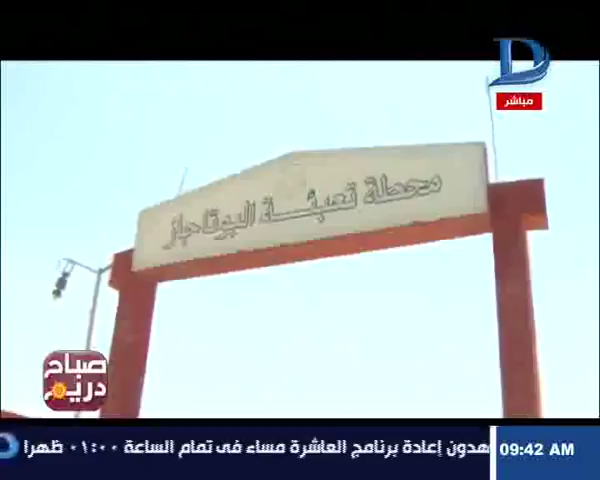 مباشر
محطة تعبئة البوتاجاز
صباح
دريم
هدون إعادة برنامج العاشرة مساء فى تمام الساعة ٠١:٠٠ ظهرا
09:42 AM